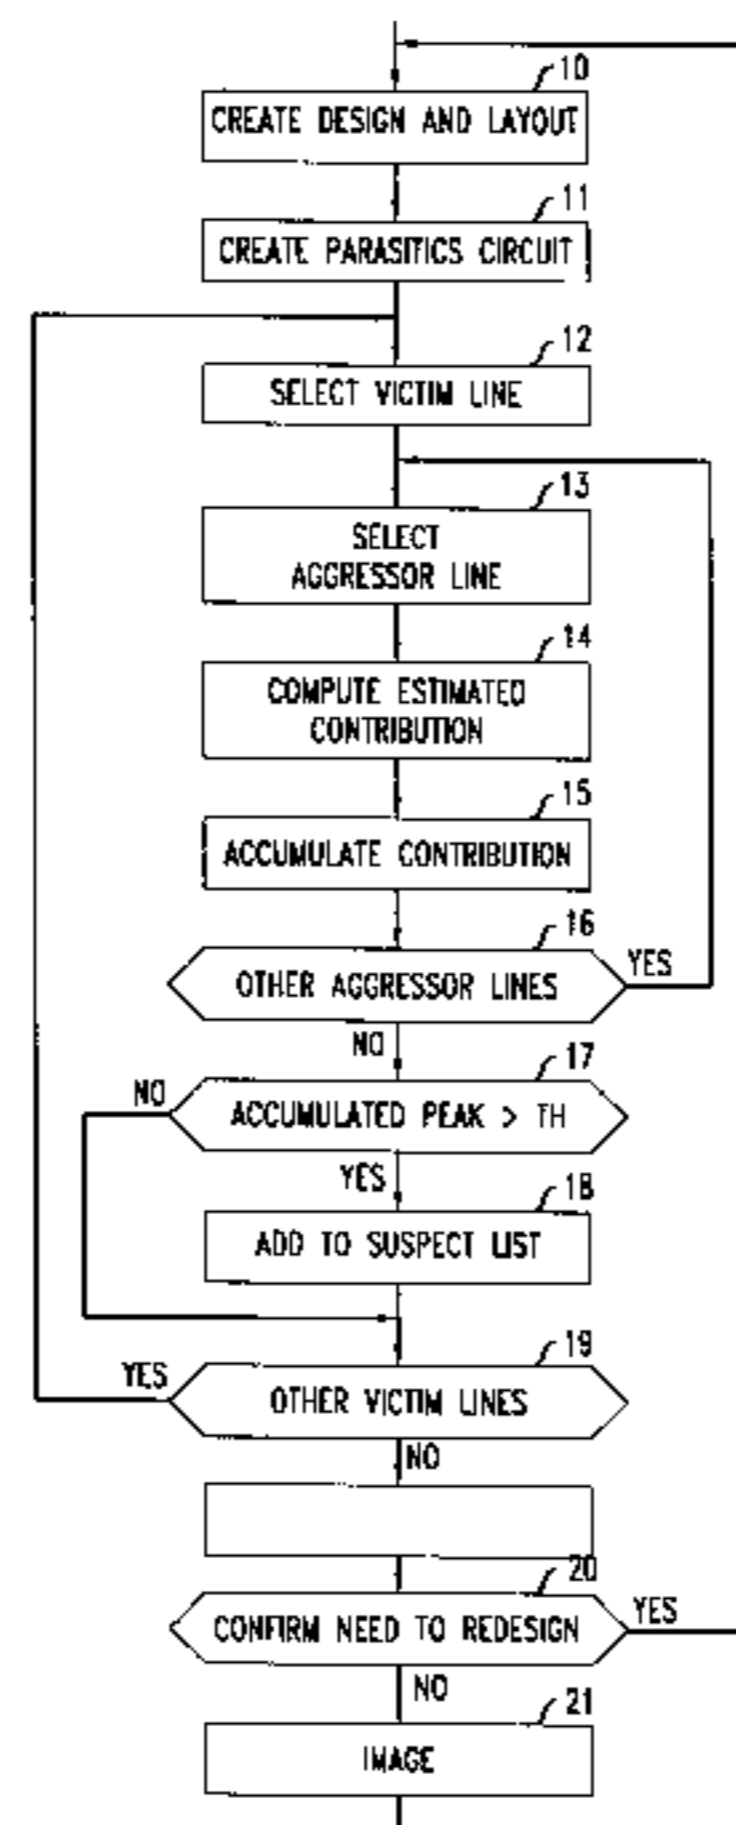 10
CREATE DESIGN AND LAYOUT
11
CREATE PARASITICS CIRCUIT
12
SELECT VICTIM LINE
13
SELECT
AGGRESSOR LINE
14
COMPUTE ESTIMATED
CONTRIBUTION
15
ACCUMULATE CONTRIBUTION
16
OTHER AGGRESSOR LINES
YES
NO
17
NO
ACCUMULATED PEAK > TH
YES
18
ADD TO SUSPECT LIST
19
YES
OTHER VICTIM LINES
NO
20
CONFIRM NEED TO REDESIGN
YES
NO
21
IMAGE